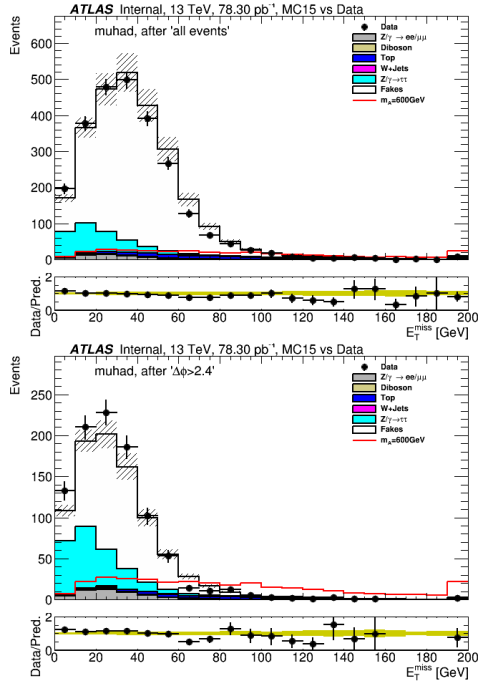 ATLAS Internal, 13 TeV, 78.30 pb⁻¹, MC15 vs Data
Events
muhad, after 'all events'
Data
Z/γ → ee/μμ
Diboson
Top
W+Jets
Z/γ→ττ
Fakes
m_A=600GeV
600
500
400
300
200
100
0
Data/Pred.
2
1
0
0 20 40 60 80 100 120 140 160 180 200
E_T^miss [GeV]
ATLAS Internal, 13 TeV, 78.30 pb⁻¹, MC15 vs Data
Events
muhad, after 'Δϕ>2.4'
Data
Z/γ → ee/μμ
Diboson
Top
W+Jets
Z/γ→ττ
Fakes
m_A=600GeV
250
200
150
100
50
0
Data/Pred.
2
1
0
0 20 40 60 80 100 120 140 160 180 200
E_T^miss [GeV]